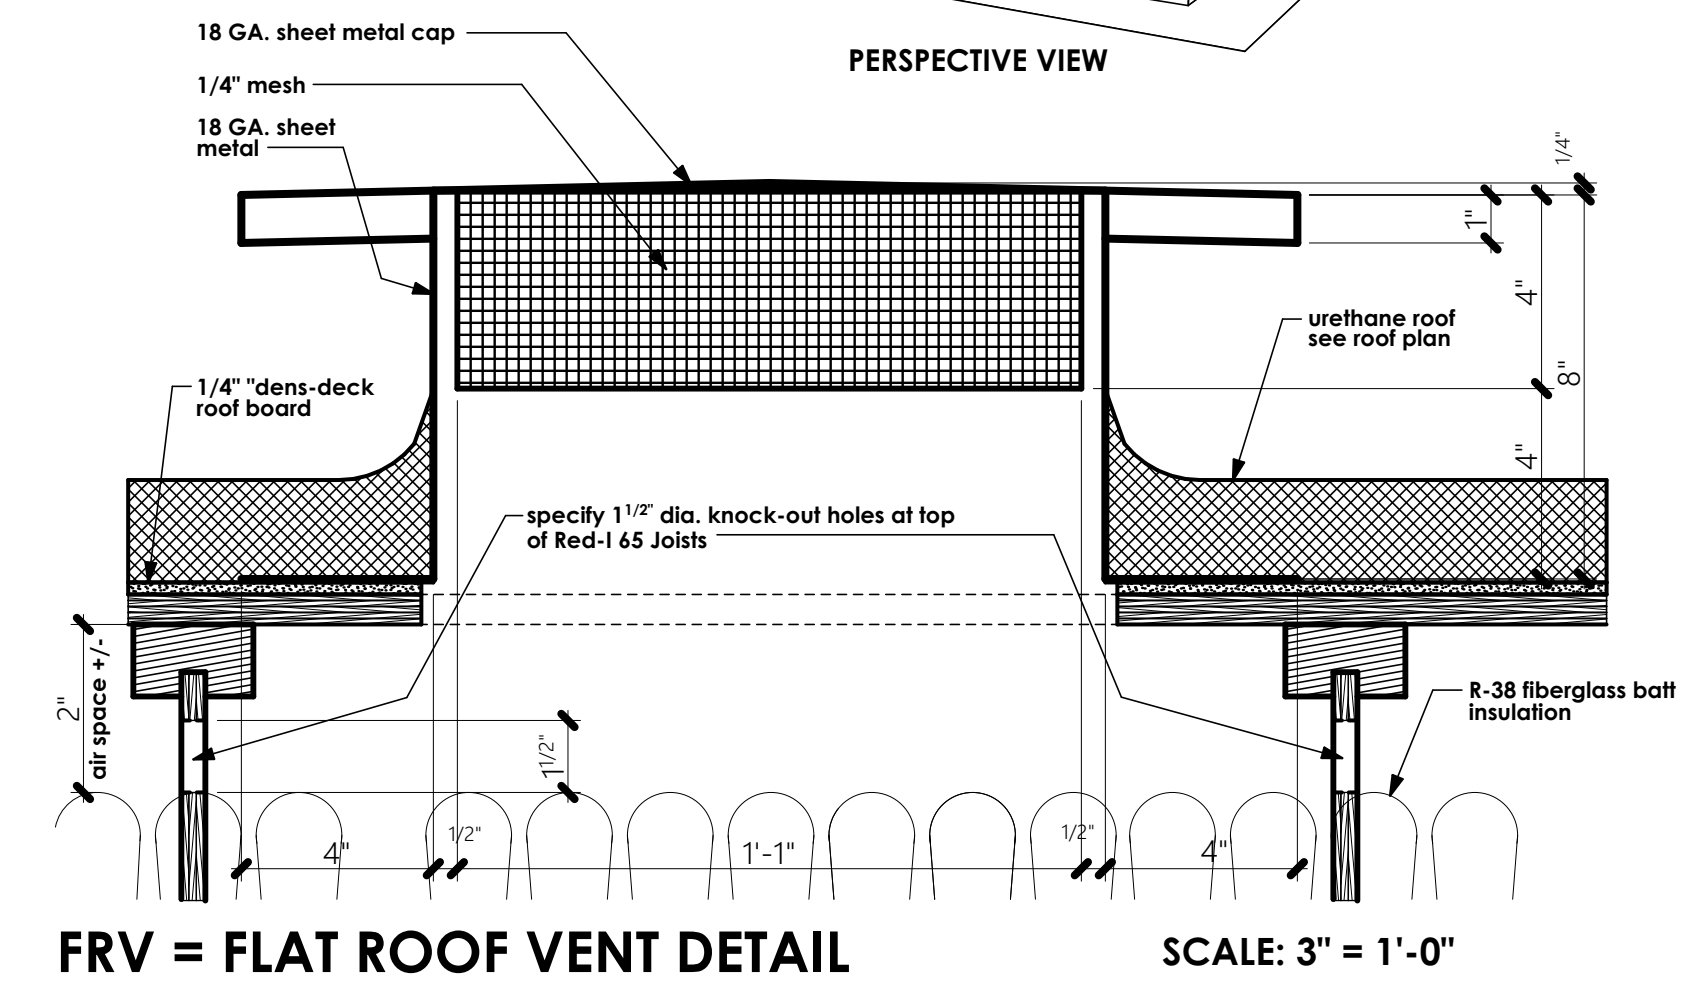 18 GA. sheet metal cap
PERSPECTIVE VIEW
1/4" mesh
18 GA. sheet
metal
1/4"
1"
4"
urethane roof
see roof plan
8"
1/4" "dens-deck
roof board
4"
specify 1 1/2" dia. knock-out holes at top
of Red-I 65 Joists
2"
air space +/-
1 1/2"
R-38 fiberglass batt
insulation
4"
1/2"
1'-1"
1/2"
4"
FRV = FLAT ROOF VENT DETAIL
SCALE: 3" = 1'-0"